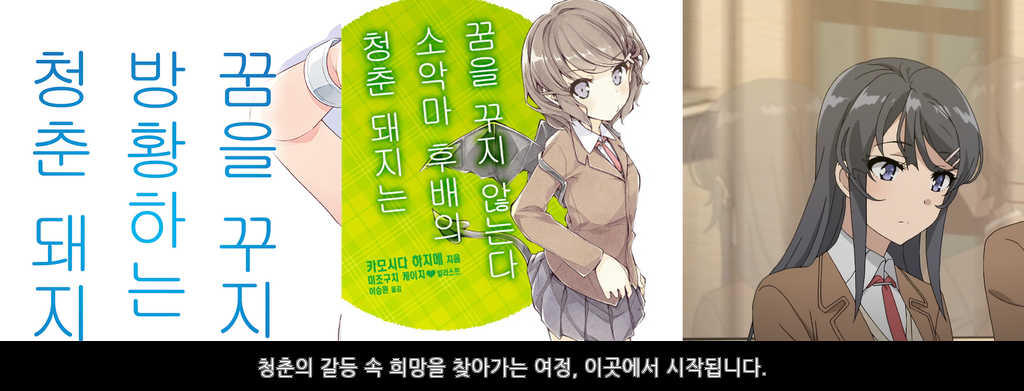 청춘 돼지
방황하는
꿈을 꾸지
청춘 돼지는
소악마 후배의
꿈을 꾸지 않는다
카모시다 하지메 지음
미조구치 케이지♥일러스트
이승원 옮김
청춘의 갈등 속 희망을 찾아가는 여정, 이곳에서 시작됩니다.